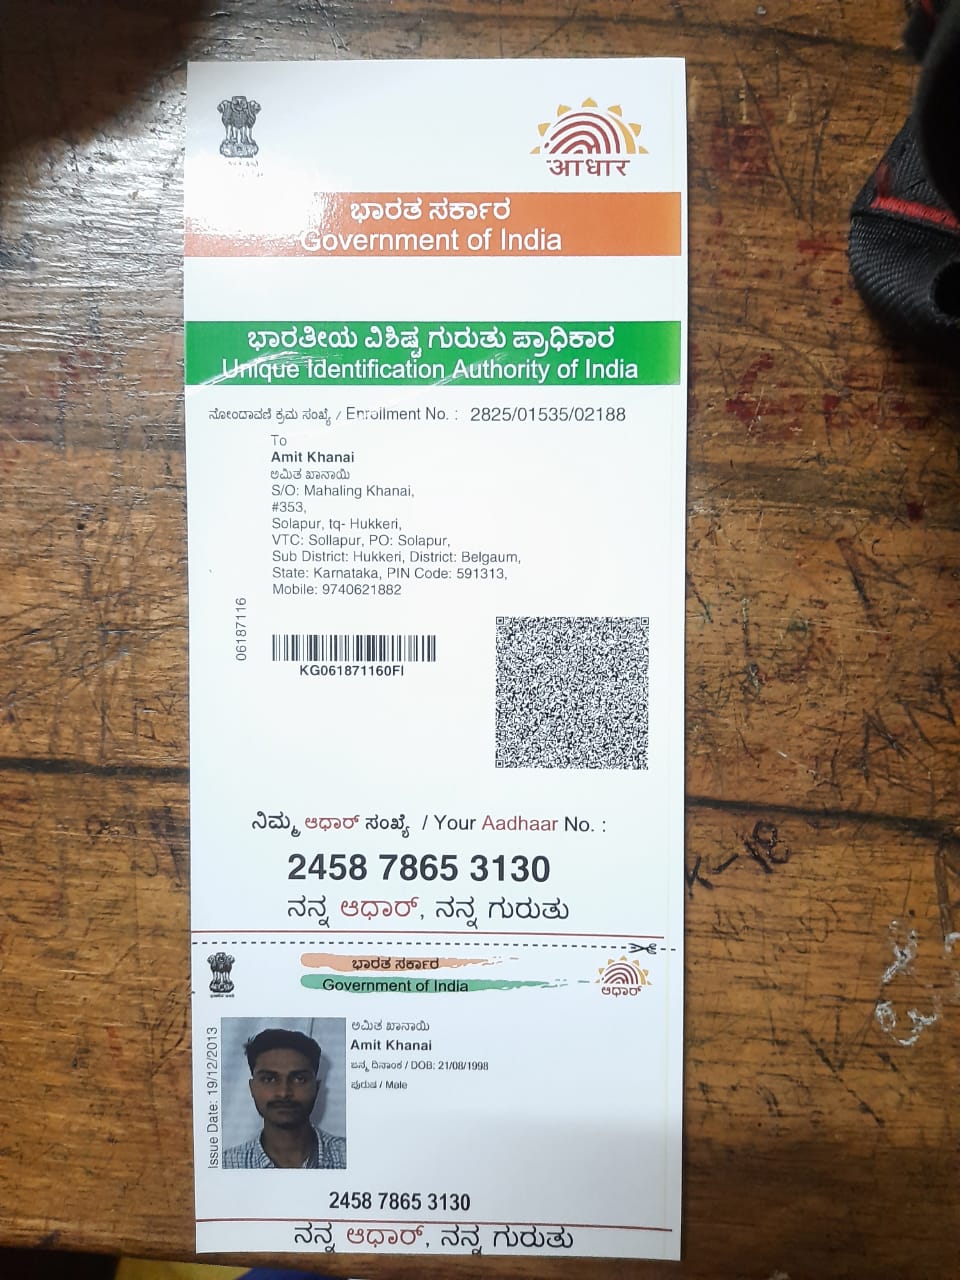 आधार
ಭಾರತ ಸರ್ಕಾರ
Government of India
ಭಾರತೀಯ ವಿಶಿಷ್ಟ ಗುರುತು ಪ್ರಾಧಿಕಾರ
Unique Identification Authority of India
ನೋಂದಾವಣಿ ಕ್ರಮ ಸಂಖ್ಯೆ / Enrollment No. : 2825/01535/02188
To
Amit Khanai
ಅಮಿತ ಖಾನಾಯಿ
S/O: Mahaling Khanai,
#353,
Solapur, tq- Hukkeri,
VTC: Sollapur, PO: Solapur,
Sub District: Hukkeri, District: Belgaum,
State: Karnataka, PIN Code: 591313,
Mobile: 9740621882
06187116
KG061871160FI
ನಿಮ್ಮ ಆಧಾರ್ ಸಂಖ್ಯೆ / Your Aadhaar No. :
2458 7865 3130
ನನ್ನ ಆಧಾರ್, ನನ್ನ ಗುರುತು
ಭಾರತ ಸರ್ಕಾರ
Government of India
ಆಧಾರ್
Issue Date: 19/12/2013
ಅಮಿತ ಖಾನಾಯಿ
Amit Khanai
ಜನ್ಮ ದಿನಾಂಕ / DOB: 21/08/1998
ಪುರುಷ / Male
2458 7865 3130
ನನ್ನ ಆಧಾರ್, ನನ್ನ ಗುರುತು